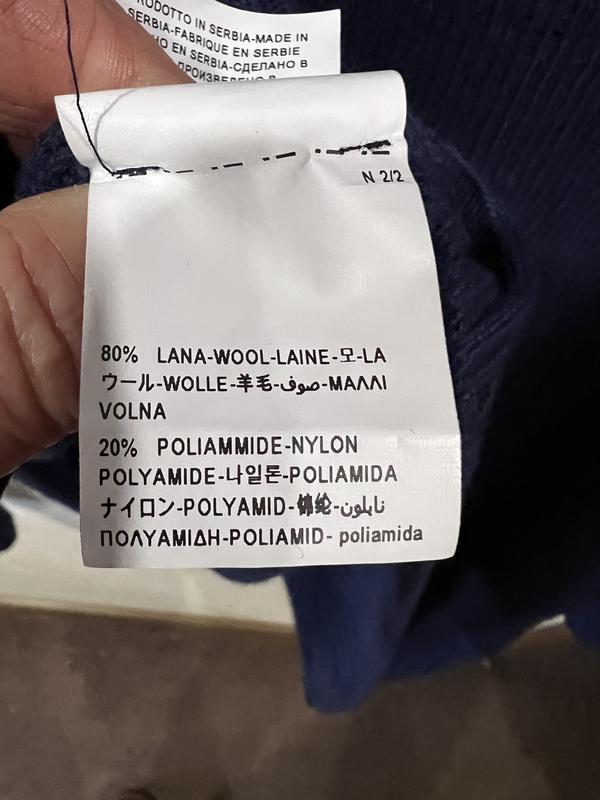 RODOTTO IN SERBIA-MADE IN
SERBIA-FABRIQUE EN SERBIE
HO EN SERBIA-СДЕЛАНО В
ПРОИЗВЕДЕНО В
N 2/2
80% LANA-WOOL-LAINE-모-LA
ウール-WOLLE-羊毛-صوف-ΜΑΛΛΙ
VOLNA
20% POLIAMMIDE-NYLON
POLYAMIDE-나일론-POLIAMIDA
ナイロン-POLYAMID-锦纶-نايلون
ΠΟΛΥΑΜΙΔΗ-POLIAMID- poliamida